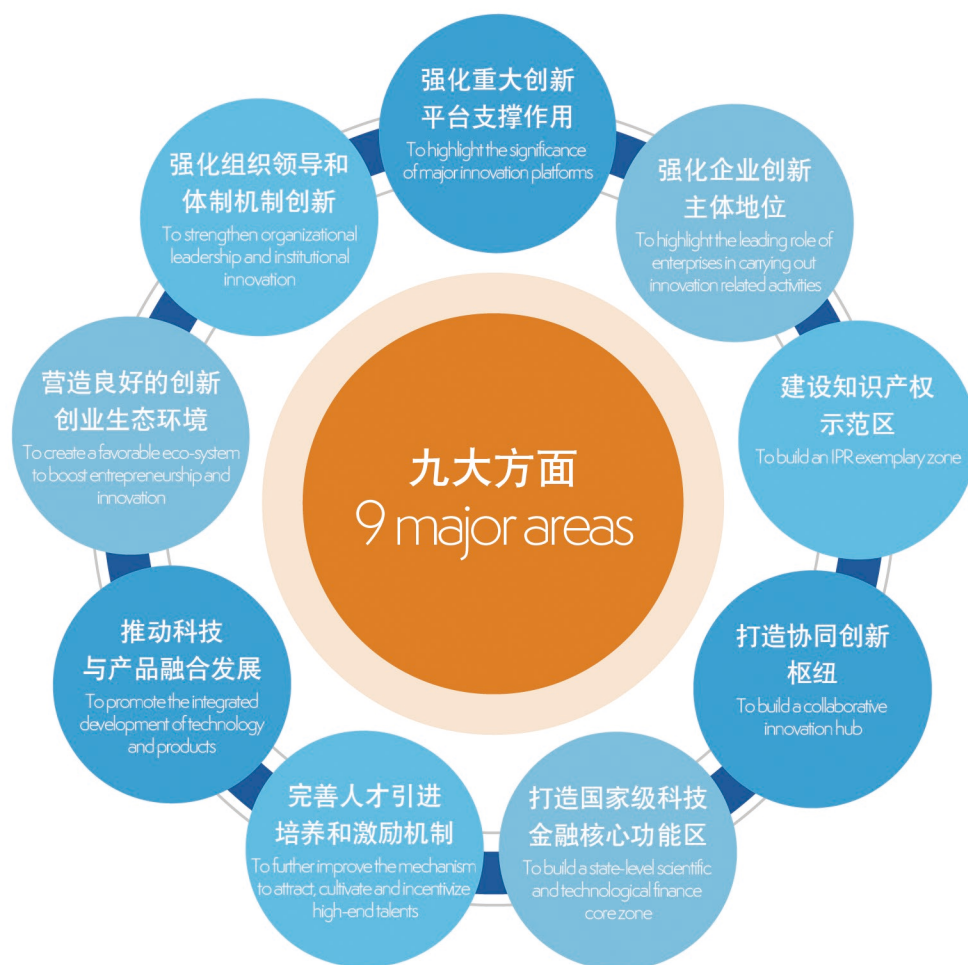 强化重大创新
平台支撑作用
To highlight the significance
of major innovation platforms
强化企业创新
主体地位
To highlight the leading role of
enterprises in carrying out
innovation related activities
建设知识产权
示范区
To build an IPR exemplary zone
打造协同创新
枢纽
To build a collaborative
innovation hub
打造国家级科技
金融核心功能区
To build a state-level scientific
and technological finance
core zone
完善人才引进
培养和激励机制
To further improve the mechanism
to attract, cultivate and incentivize
high-end talents
推动科技
与产品融合发展
To promote the integrated
development of technology
and products
营造良好的创新
创业生态环境
To create a favorable eco-system
to boost entrepreneurship and
innovation
强化组织领导和
体制机制创新
To strengthen organizational
leadership and institutional
innovation
九大方面
9 major areas